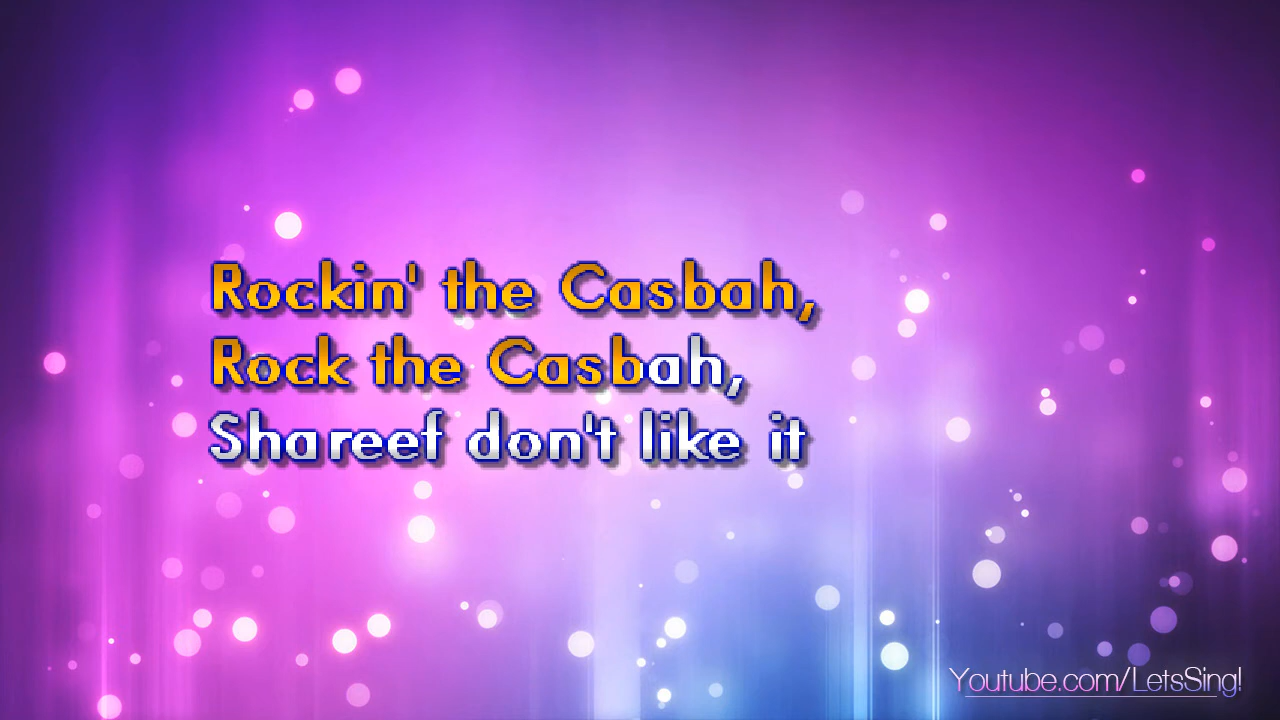 Rockin' the Casbah,
Rock the Casbah,
Shareef don't like it
Youtube.com/LetsSing!